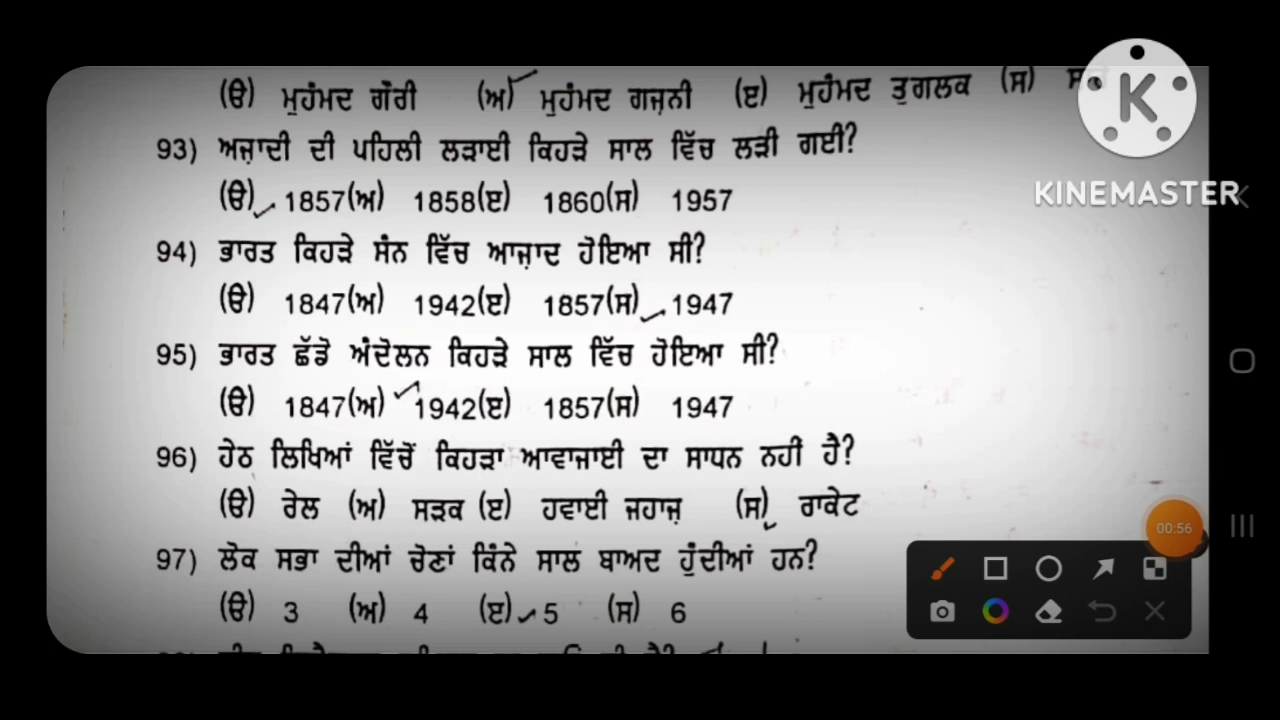 (ੳ) ਮੁਹੰਮਦ ਗੌਰੀ (ਅ) ਮੁਹੰਮਦ ਗਜ਼ਨੀ (ੲ) ਮੁਹੰਮਦ ਤੁਗਲਕ (ਸ)
93) ਅਜ਼ਾਦੀ ਦੀ ਪਹਿਲੀ ਲੜਾਈ ਕਿਹੜੇ ਸਾਲ ਵਿੱਚ ਲੜੀ ਗਈ?
(ੳ) 1857(ਅ) 1858(ੲ) 1860(ਸ) 1957
KINEMASTER
94) ਭਾਰਤ ਕਿਹੜੇ ਸੰਨ ਵਿੱਚ ਆਜ਼ਾਦ ਹੋਇਆ ਸੀ?
(ੳ) 1847(ਅ) 1942(ੲ) 1857(ਸ) 1947
95) ਭਾਰਤ ਛੱਡੋ ਅੰਦੋਲਨ ਕਿਹੜੇ ਸਾਲ ਵਿੱਚ ਹੋਇਆ ਸੀ?
(ੳ) 1847(ਅ) 1942(ੲ) 1857(ਸ) 1947
96) ਹੇਠ ਲਿਖਿਆਂ ਵਿੱਚੋਂ ਕਿਹੜਾ ਆਵਾਜਾਈ ਦਾ ਸਾਧਨ ਨਹੀ ਹੈ?
(ੳ) ਰੇਲ (ਅ) ਸੜਕ (ੲ) ਹਵਾਈ ਜਹਾਜ਼ (ਸ) ਰਾਕੇਟ
00:56
97) ਲੋਕ ਸਭਾ ਦੀਆਂ ਚੋਣਾਂ ਕਿੰਨੇ ਸਾਲ ਬਾਅਦ ਹੁੰਦੀਆਂ ਹਨ?
(ੳ) 3 (ਅ) 4 (ੲ) 5 (ਸ) 6